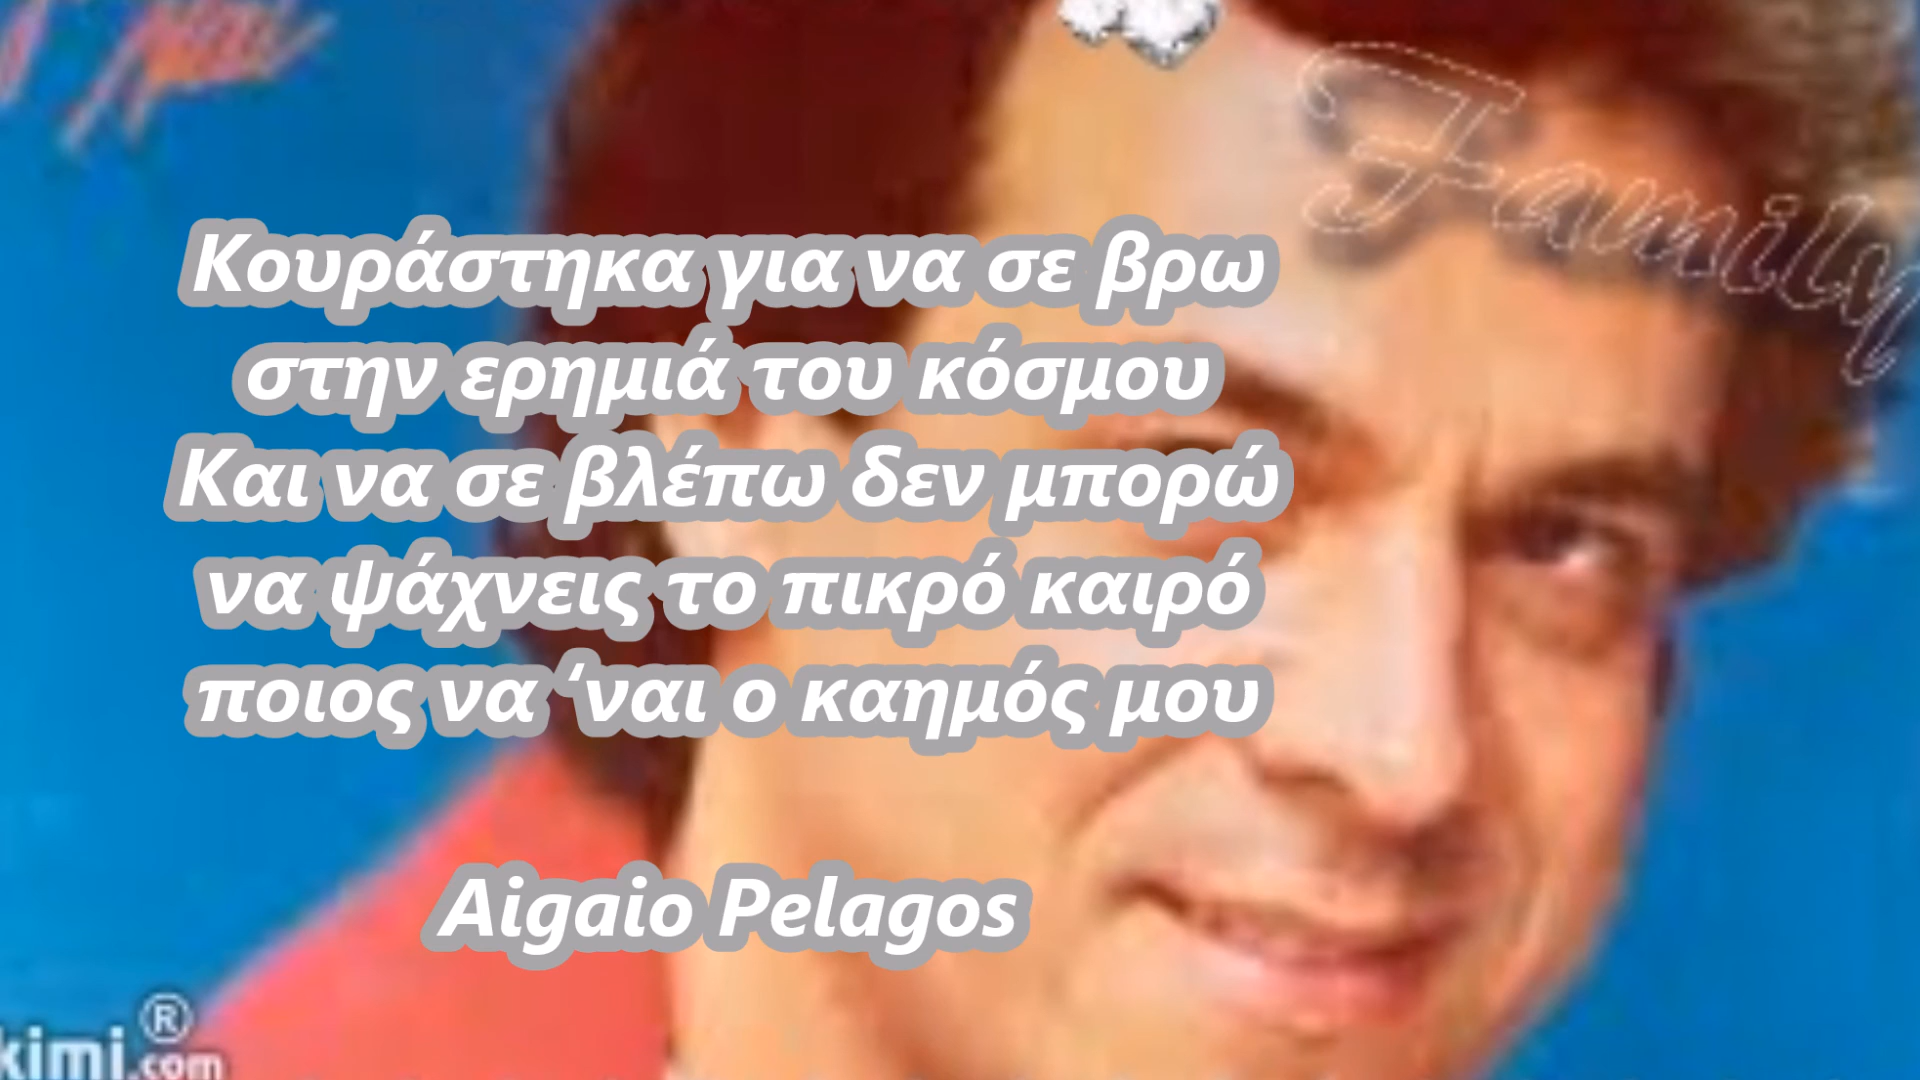 Family
Κουράστηκα για να σε βρω
στην ερημιά του κόσμου
Και να σε βλέπω δεν μπορώ
να ψάχνεις το πικρό καιρό
ποιος να ‘ναι ο καημός μου
Aigaio Pelagos
kimi.com®